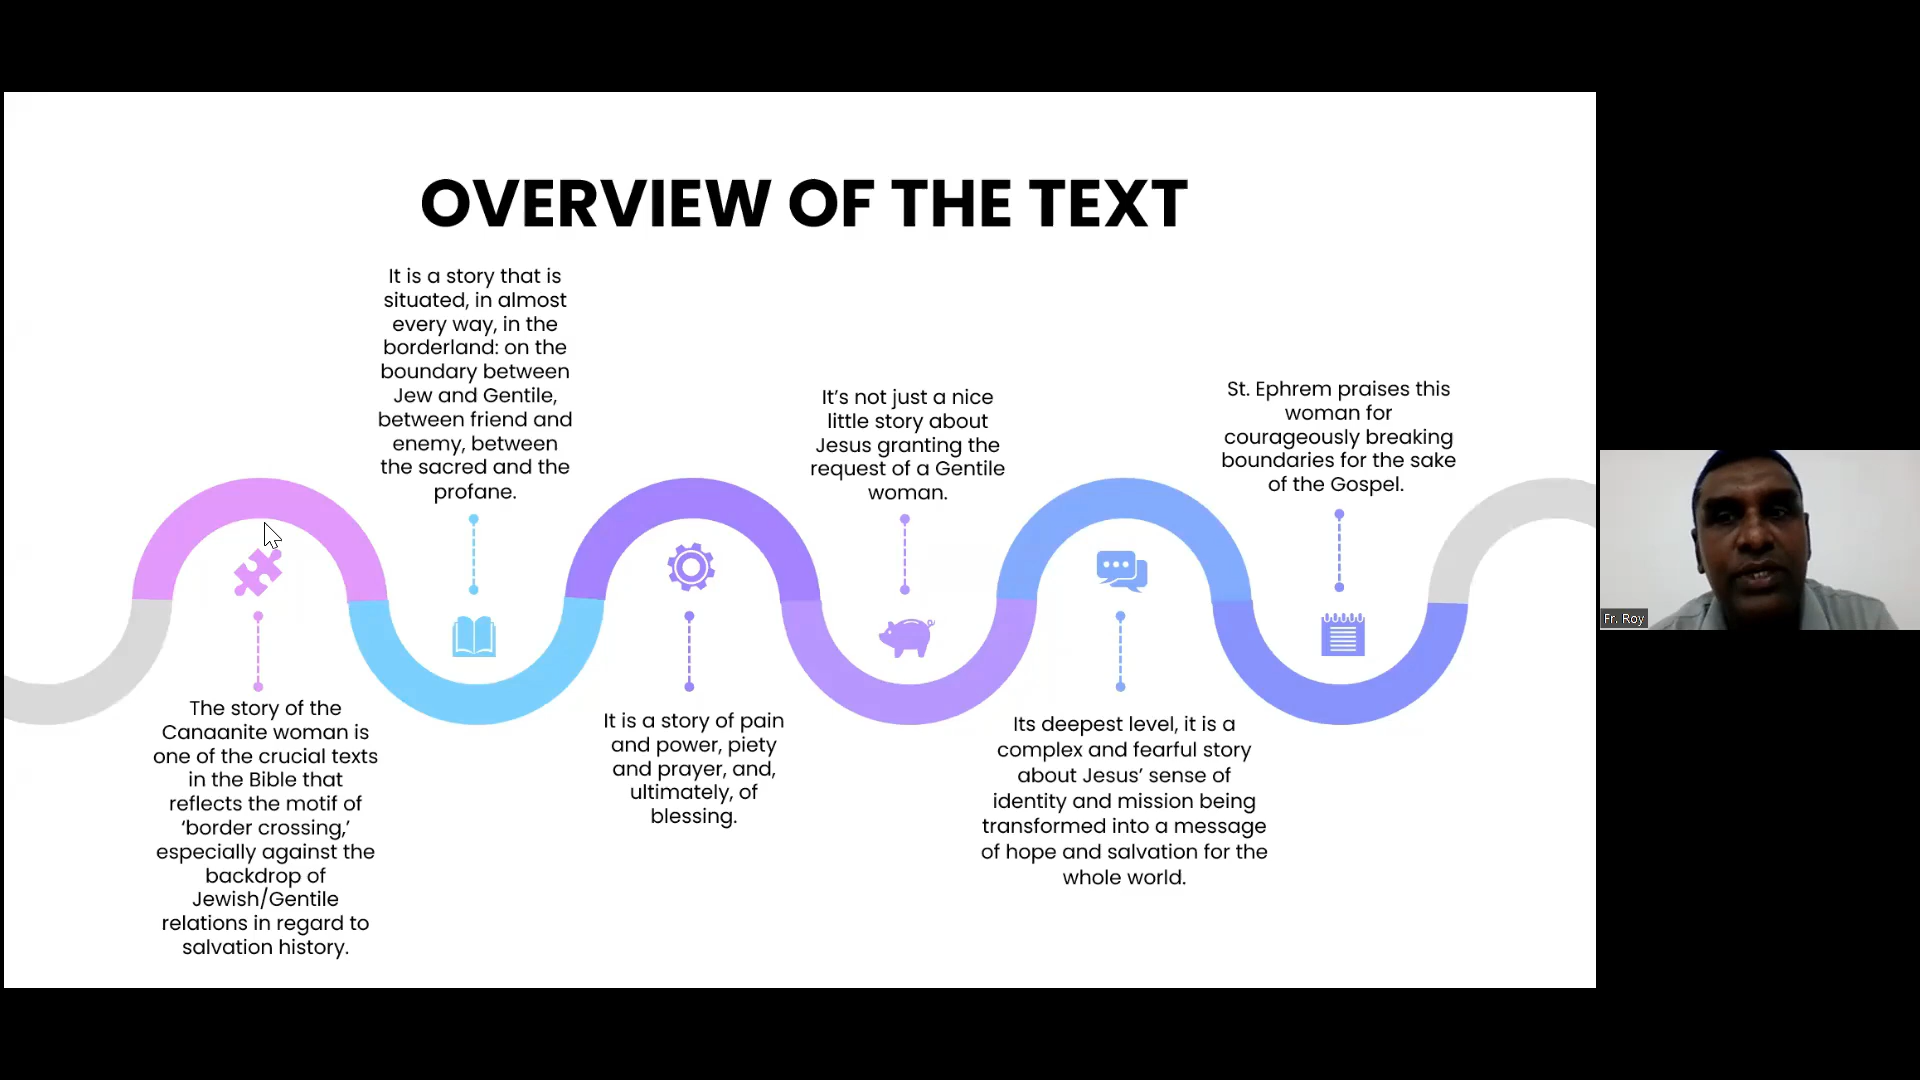 OVERVIEW OF THE TEXT
The story of the
Canaanite woman is
one of the crucial texts
in the Bible that
reflects the motif of
‘border crossing,’
especially against the
backdrop of
Jewish/Gentile
relations in regard to
salvation history.
It is a story that is
situated, in almost
every way, in the
borderland: on the
boundary between
Jew and Gentile,
between friend and
enemy, between
the sacred and the
profane.
It is a story of pain
and power, piety
and prayer, and,
ultimately, of
blessing.
It’s not just a nice
little story about
Jesus granting the
request of a Gentile
woman.
Its deepest level, it is a
complex and fearful story
about Jesus’ sense of
identity and mission being
transformed into a message
of hope and salvation for the
whole world.
St. Ephrem praises this
woman for
courageously breaking
boundaries for the sake
of the Gospel.
Fr. Roy